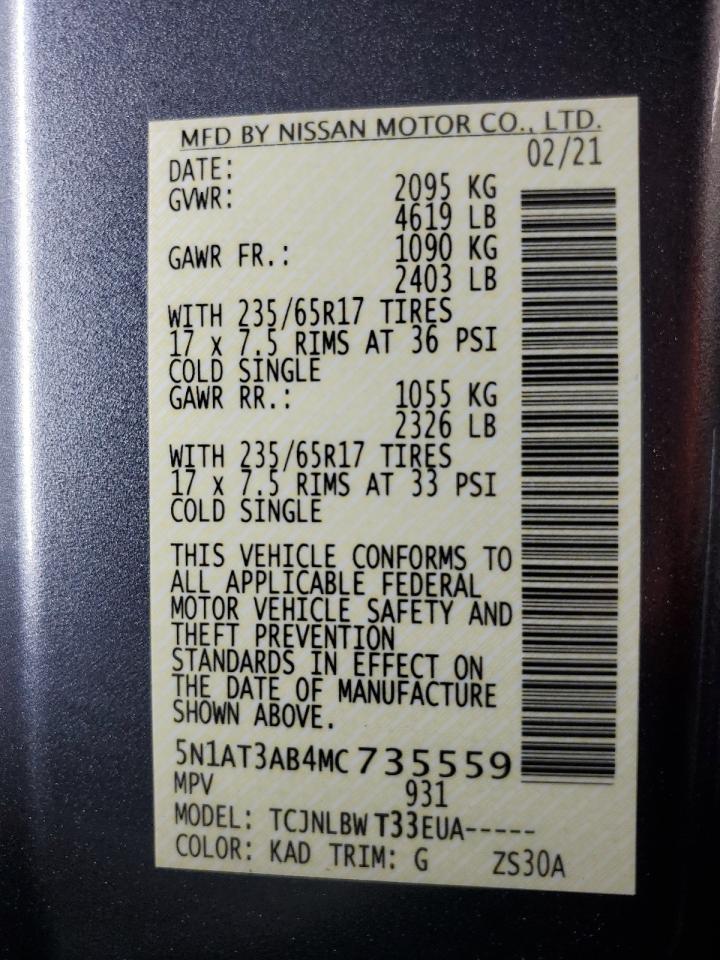 MFD BY NISSAN MOTOR CO., LTD.
DATE: 02/21
GVWR: 2095 KG
4619 LB
GAWR FR.: 1090 KG
2403 LB
WITH 235/65R17 TIRES
17 x 7.5 RIMS AT 36 PSI
COLD SINGLE
GAWR RR.: 1055 KG
2326 LB
WITH 235/65R17 TIRES
17 x 7.5 RIMS AT 33 PSI
COLD SINGLE
THIS VEHICLE CONFORMS TO
ALL APPLICABLE FEDERAL
MOTOR VEHICLE SAFETY AND
THEFT PREVENTION
STANDARDS IN EFFECT ON
THE DATE OF MANUFACTURE
SHOWN ABOVE.
5N1AT3AB4MC735559
MPV 931
MODEL: TCJNLBWT33EUA-----
COLOR: KAD TRIM: G ZS30A